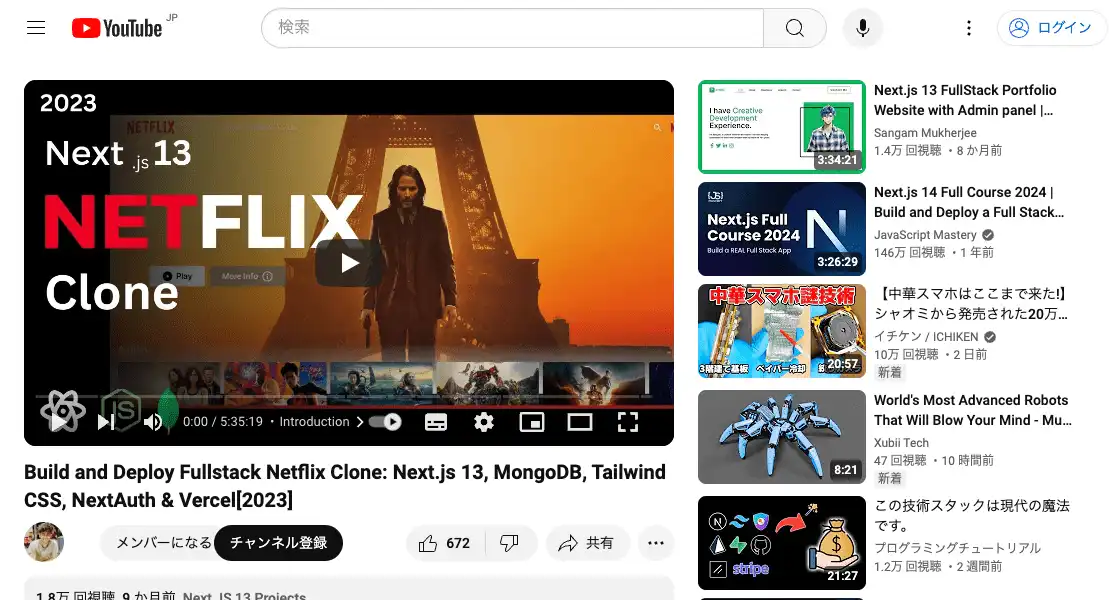 YouTube JP
検索
ログイン
2023
NETFLIX
Next .js 13
NETFLIX
Play
More Info
Clone
JS
0:00 / 5:35:19 • Introduction
Build and Deploy Fullstack Netflix Clone: Next.js 13, MongoDB, Tailwind
CSS, NextAuth & Vercel[2023]
メンバーになる
チャンネル登録
672
共有
1.8万 回視聴 9 か月前 Next JS 13 Projects
I have Creative
Development
Experience.
3:34:21
Next.js 13 FullStack Portfolio
Website with Admin panel |...
Sangam Mukherjee
1.4万 回視聴 • 8 か月前
Next.js Full
Course 2024
Build a REAL Full Stack App
N
3:26:29
Next.js 14 Full Course 2024 |
Build and Deploy a Full Stack...
JavaScript Mastery
146万 回視聴 • 1 年前
中華スマホ謎技術
3階建て基板
ペイパー冷却
20:57
【中華スマホはここまで来た!】
シャオミから発売された20万...
イチケン / ICHIKEN
10万 回視聴 • 2 日前
新着
8:21
World's Most Advanced Robots
That Will Blow Your Mind - Mu...
Xubii Tech
47 回視聴 • 10 時間前
新着
N
stripe
$
21:27
この技術スタックは現代の魔法
です。
プログラミングチュートリアル
1.2万 回視聴 • 2 週間前